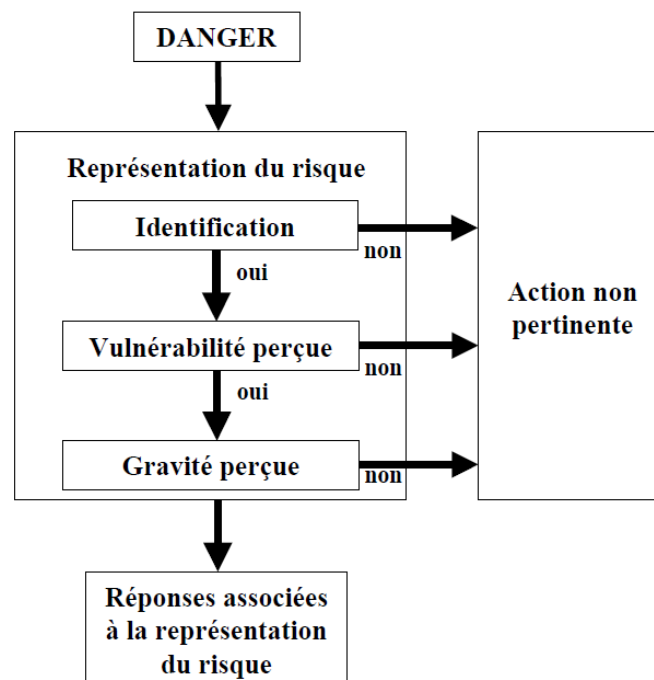 DANGER
Représentation du risque
Identification
non
oui
Vulnérabilité perçue
non
oui
Gravité perçue
non
Action non
pertinente
Réponses associées
à la représentation
du risque